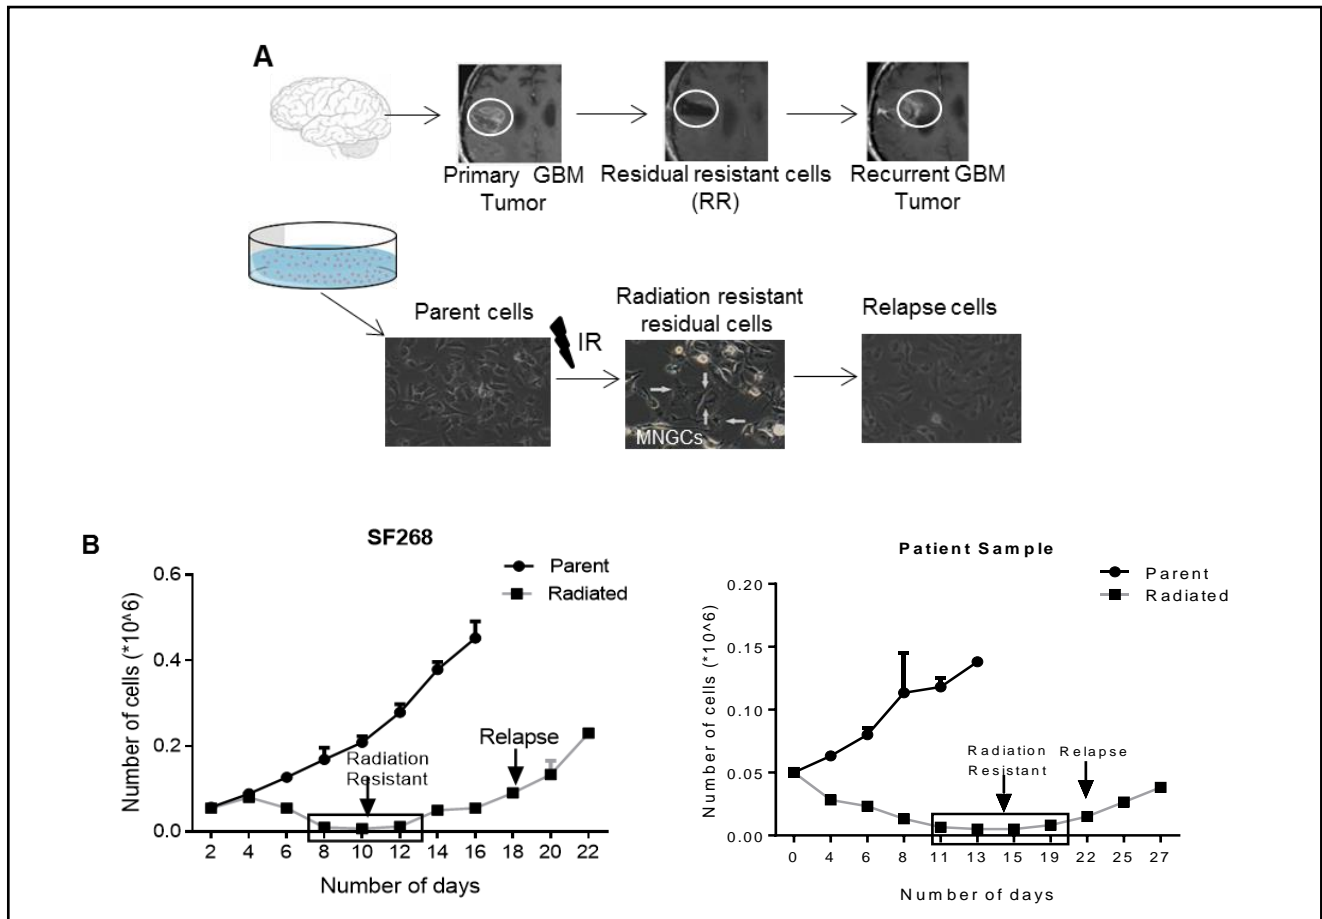 A
Primary GBM
Tumor
Residual resistant cells
(RR)
Recurrent GBM
Tumor
Parent cells
IR
Radiation resistant
residual cells
MNGCs
Relapse cells
B
SF268
Parent
Radiated
Number of cells (*10^6)
0.6
0.4
0.2
0.0
Radiation
Resistant
Relapse
2 4 6 8 10 12 14 16 18 20 22
Number of days
Patient Sample
Parent
Radiated
Number of cells (*10^6)
0.20
0.15
0.10
0.05
0.00
Radiation
Resistant
Relapse
0 4 6 8 11 13 15 19 22 25 27
Number of days